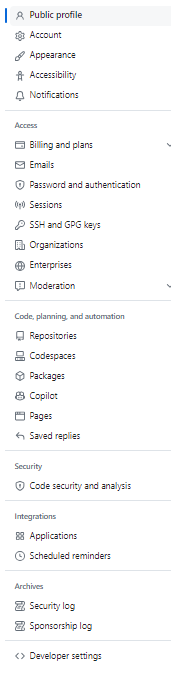 Public profile
Account
Appearance
Accessibility
Notifications
Access
Billing and plans
Emails
Password and authentication
Sessions
SSH and GPG keys
Organizations
Enterprises
Moderation
Code, planning, and automation
Repositories
Codespaces
Packages
Copilot
Pages
Saved replies
Security
Code security and analysis
Integrations
Applications
Scheduled reminders
Archives
Security log
Sponsorship log
Developer settings